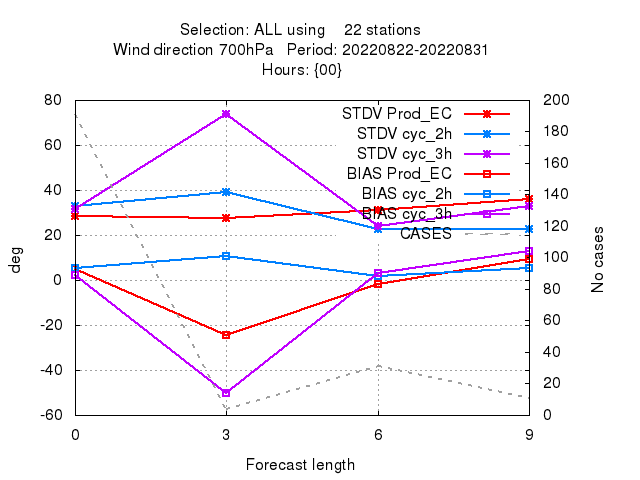 Selection: ALL using 22 stations
Wind direction 700hPa Period: 20220822-20220831
Hours: {00}
80 200
STDV Prod_EC
180
STDV cyc_2h
60
STDV cyc_3h
160
BIAS Prod_EC
40 140
BIAS cyc_2h
BIAS cyc_3h
120
20
CASES
100
deg
No cases
0
80
-20
60
40
-40
20
-60 0
0 3 6 9
Forecast length